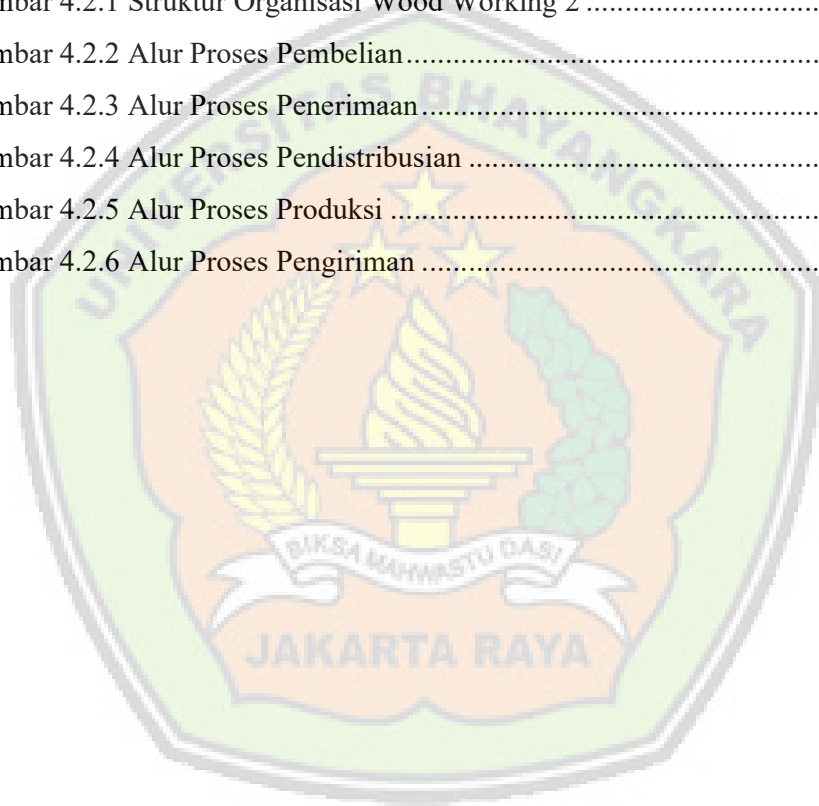 mbar 4.2.1 Struktur Organisasi Wood Working 2 ......................................
mbar 4.2.2 Alur Proses Pembelian......................................................
mbar 4.2.3 Alur Proses Penerimaan....................................................
mbar 4.2.4 Alur Proses Pendistribusian ..............................................
mbar 4.2.5 Alur Proses Produksi ........................................................
mbar 4.2.6 Alur Proses Pengiriman ....................................................
UNIVERSITAS BHAYANGKARA
BIKSA MAHWASTU DASI
JAKARTA RAYA